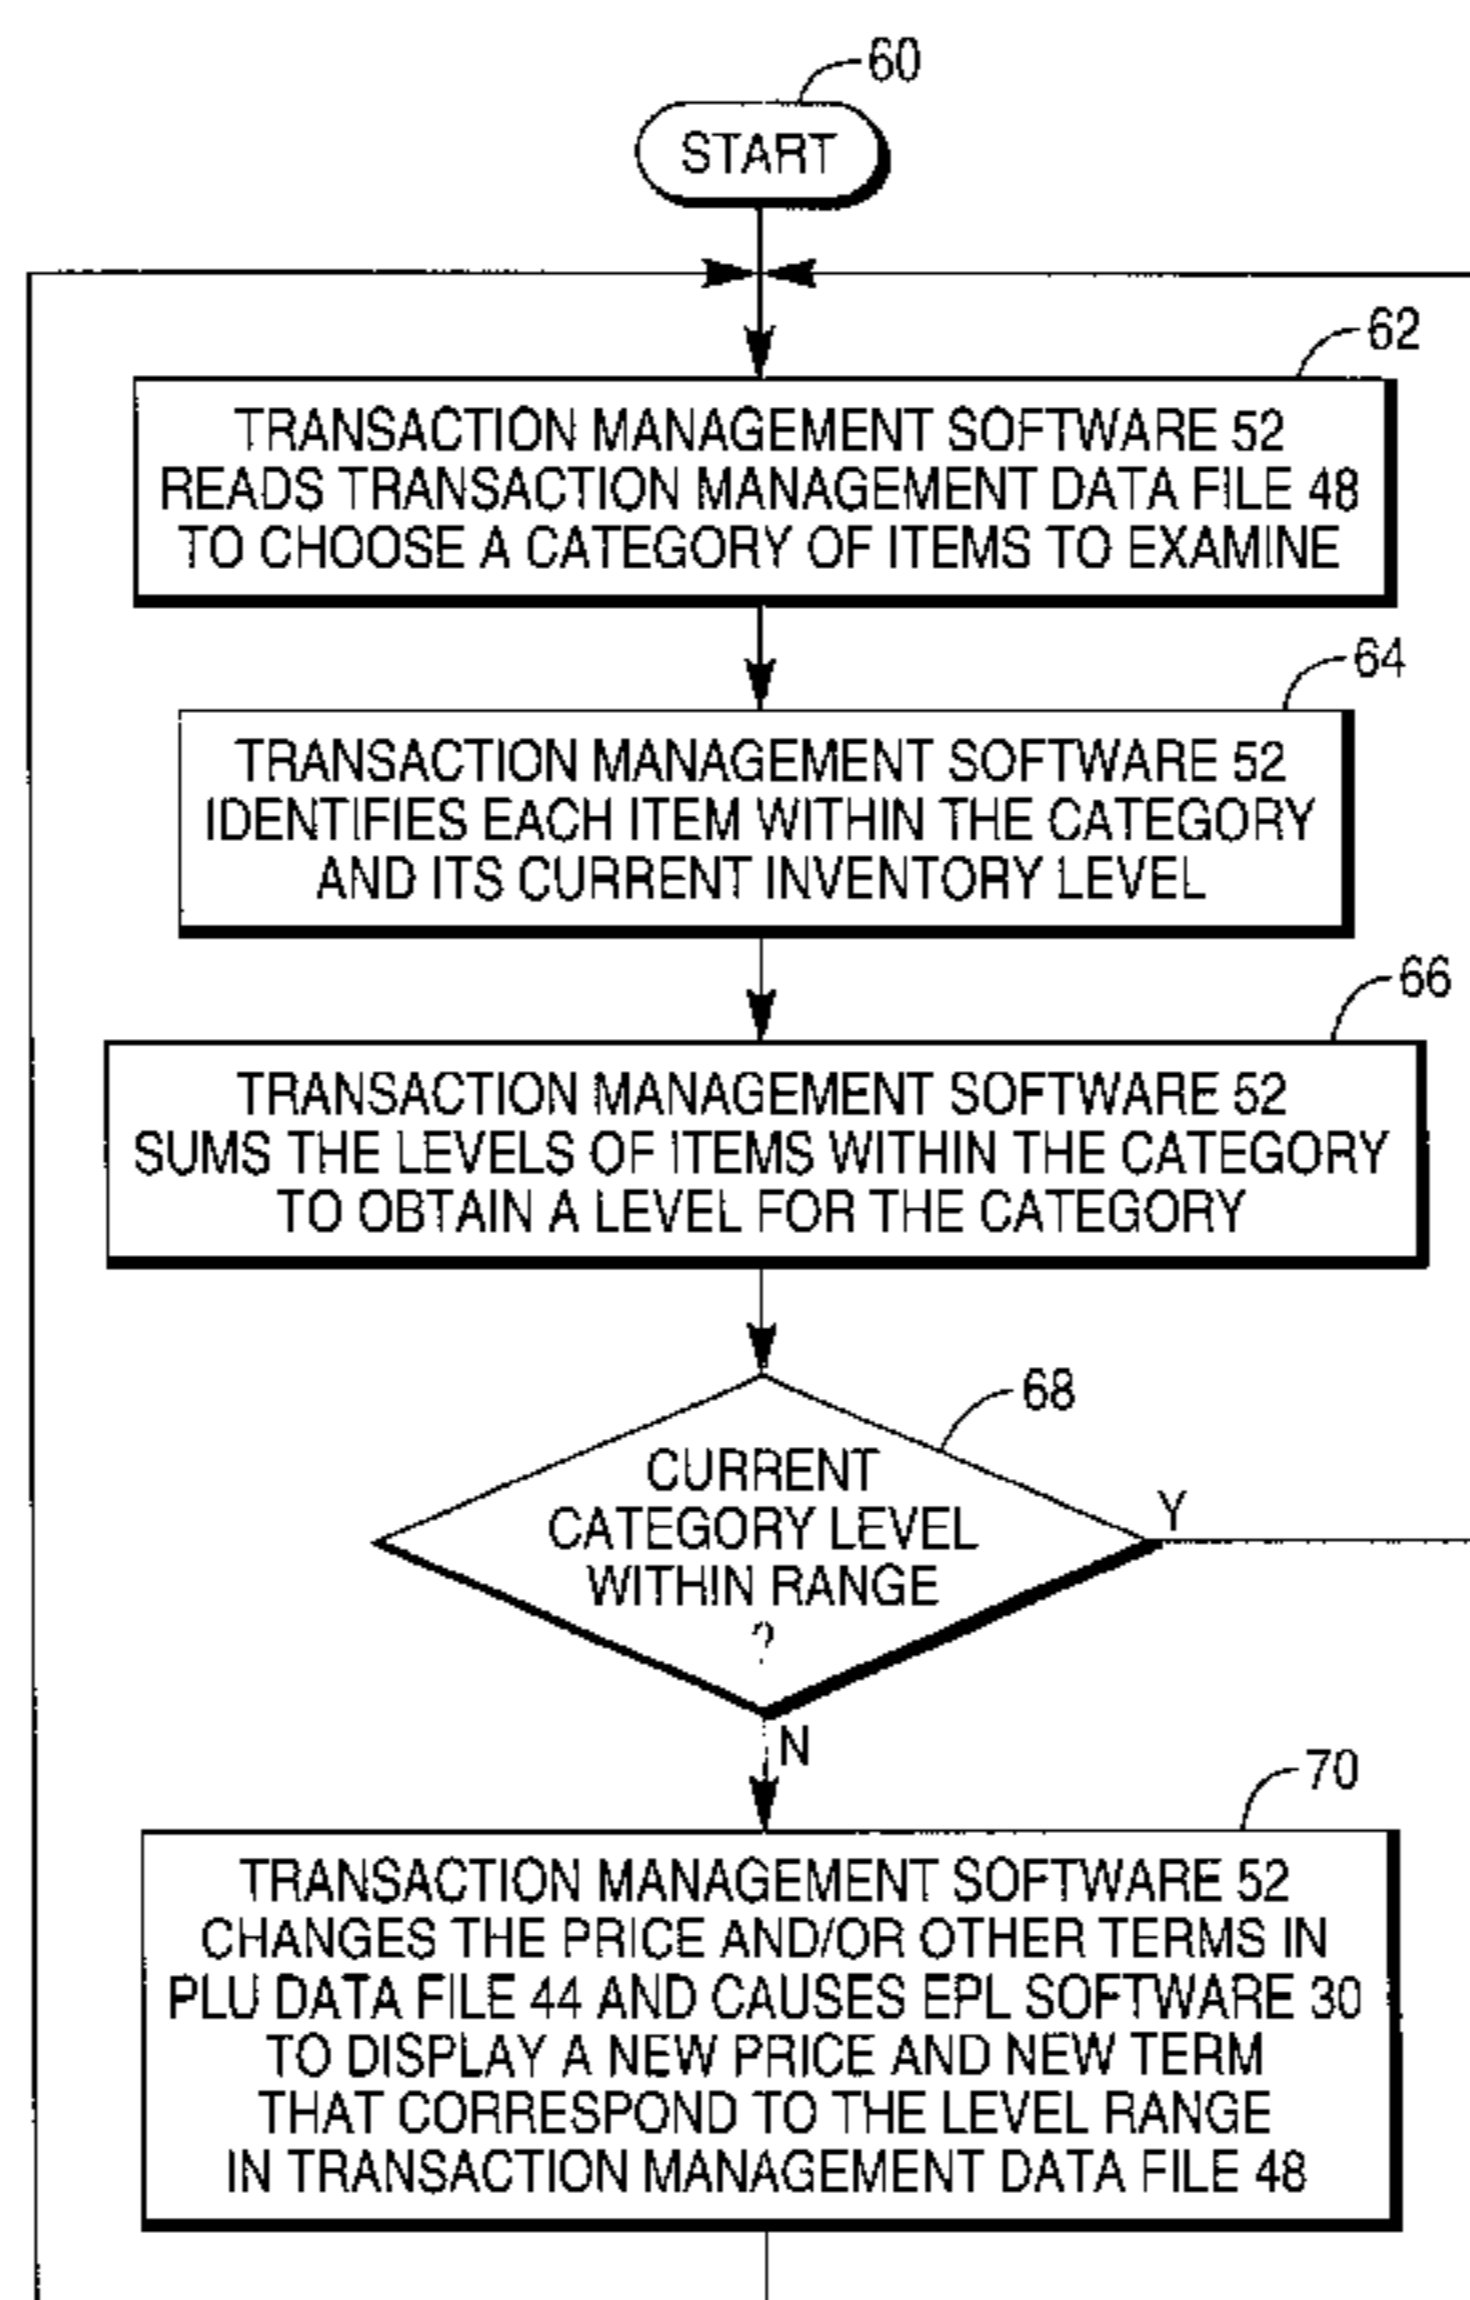 60
START
62
TRANSACTION MANAGEMENT SOFTWARE 52
READS TRANSACTION MANAGEMENT DATA FILE 48
TO CHOOSE A CATEGORY OF ITEMS TO EXAMINE
64
TRANSACTION MANAGEMENT SOFTWARE 52
IDENTIFIES EACH ITEM WITHIN THE CATEGORY
AND ITS CURRENT INVENTORY LEVEL
66
TRANSACTION MANAGEMENT SOFTWARE 52
SUMS THE LEVELS OF ITEMS WITHIN THE CATEGORY
TO OBTAIN A LEVEL FOR THE CATEGORY
68
CURRENT
CATEGORY LEVEL
WITHIN RANGE
?
Y
N
70
TRANSACTION MANAGEMENT SOFTWARE 52
CHANGES THE PRICE AND/OR OTHER TERMS IN
PLU DATA FILE 44 AND CAUSES EPL SOFTWARE 30
TO DISPLAY A NEW PRICE AND NEW TERM
THAT CORRESPOND TO THE LEVEL RANGE
IN TRANSACTION MANAGEMENT DATA FILE 48